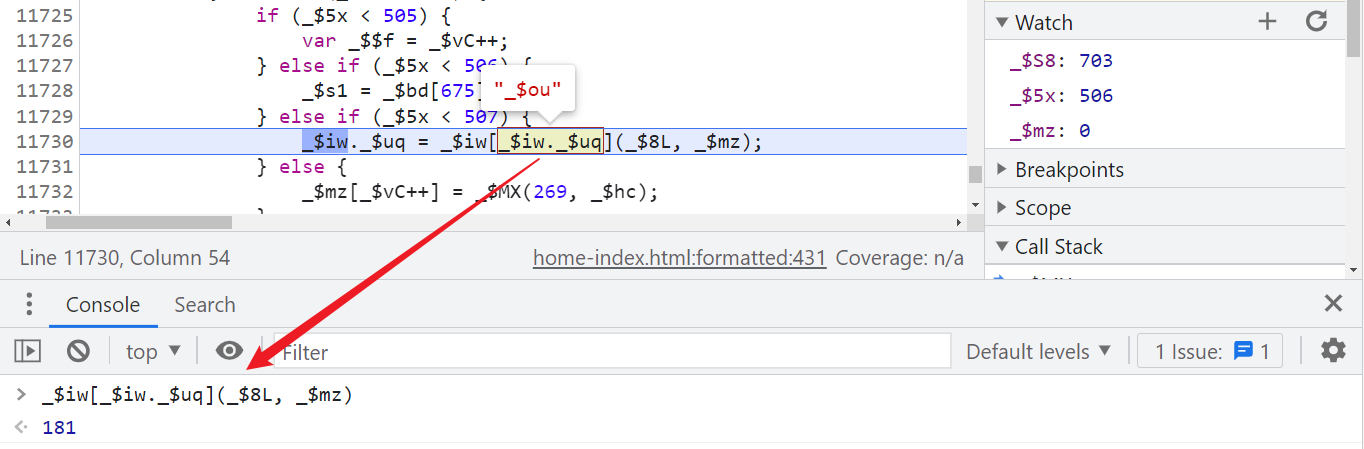 11725 if (_$5x < 505) {
11726 var _$$f = _$vC++;
11727 } else if (_$5x < 506) {
11728 _$s1 = _$bd[675]
"_$ou"
11729 } else if (_$5x < 507) {
11730 _$iw._$uq = _$iw[_$iw._$uq](_$8L, _$mz);
11731 } else {
11732 _$mz[_$vC++] = _$MX(269, _$hc);
Line 11730, Column 54
home-index.html:formatted:431 Coverage: n/a
Watch
_$S8: 703
_$5x: 506
_$mz: 0
Breakpoints
Scope
Call Stack
Console Search
top Filter Default levels 1 Issue: 1
> _$iw[_$iw._$uq](_$8L, _$mz)
181